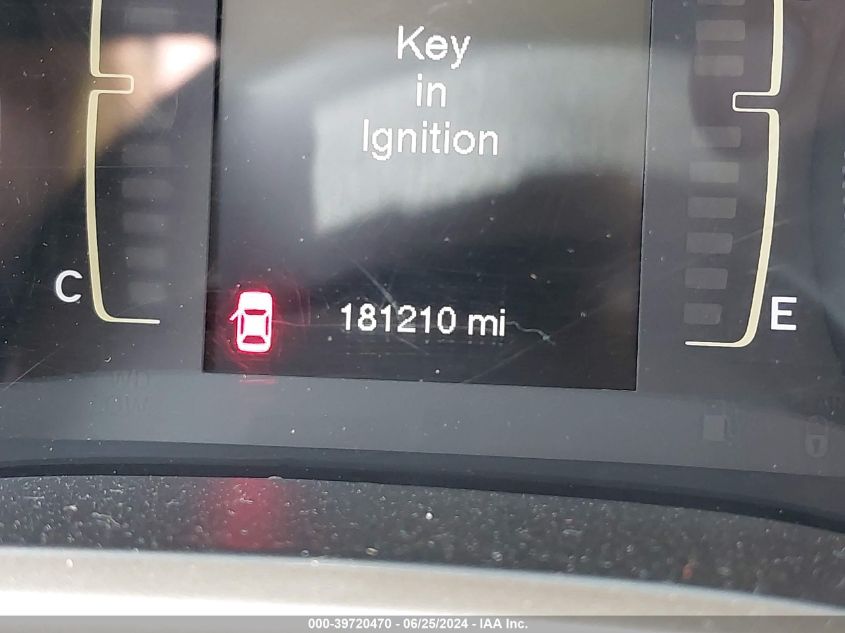 Key
in
Ignition
C
181210 mi
E
000-39720470 - 06/25/2024 - IAA Inc.